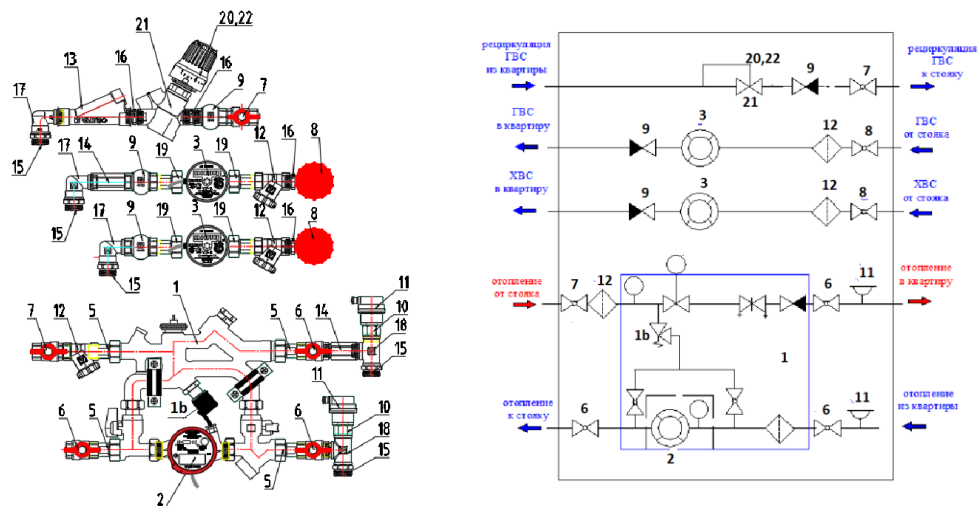 20,22
21
13
16
16
9
7
17
15
17
14
9
19
3
19
12
16
8
15
17
9
19
3
19
12
16
8
15
7
12
5
1
5
6
14
11
10
18
15
6
5
1b
2
5
6
11
10
18
15
рециркуляция
ГВС
из квартиры
20,22
21
9
7
рециркуляция
ГВС
к стояку
ГВС
в квартиру
9
3
12
8
ГВС
от стояка
ХВС
в квартиру
9
3
12
8
ХВС
от стояка
отопление
от стояка
7
12
1b
1
6
11
отопление
в квартиру
отопление
к стояку
6
2
6
11
отопление
из квартиры